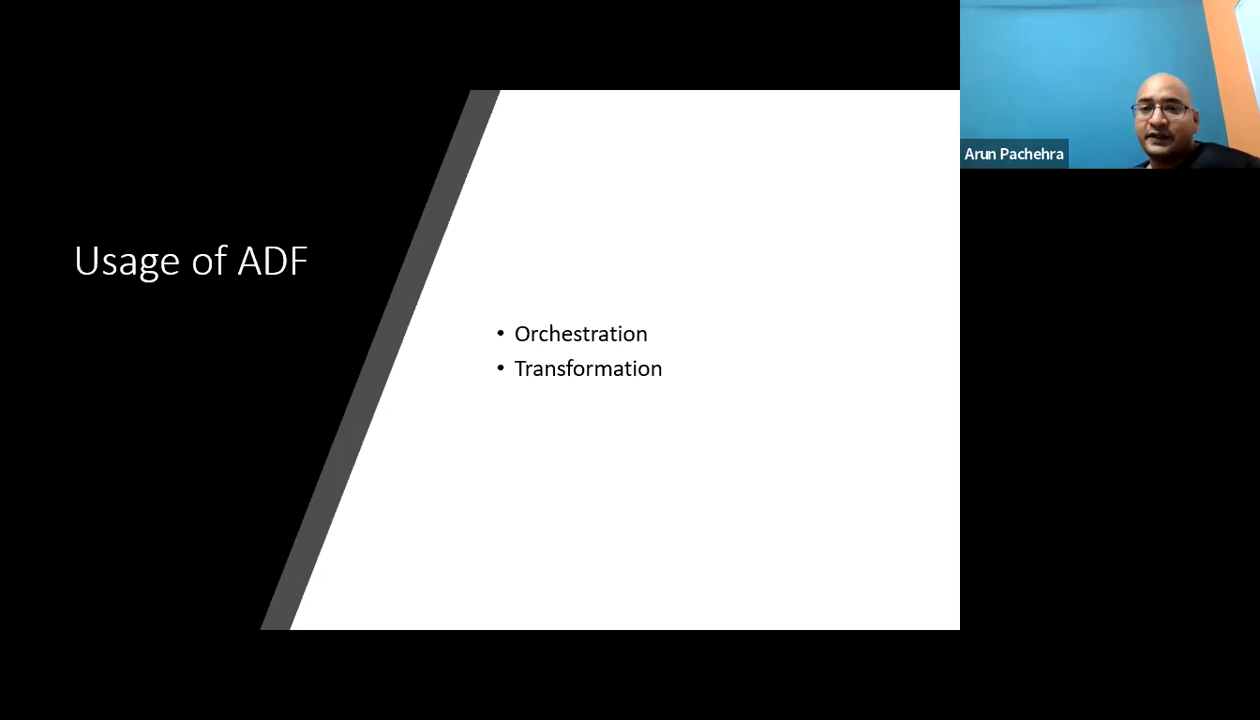 Usage of ADF
• Orchestration
• Transformation
Arun Pachehra